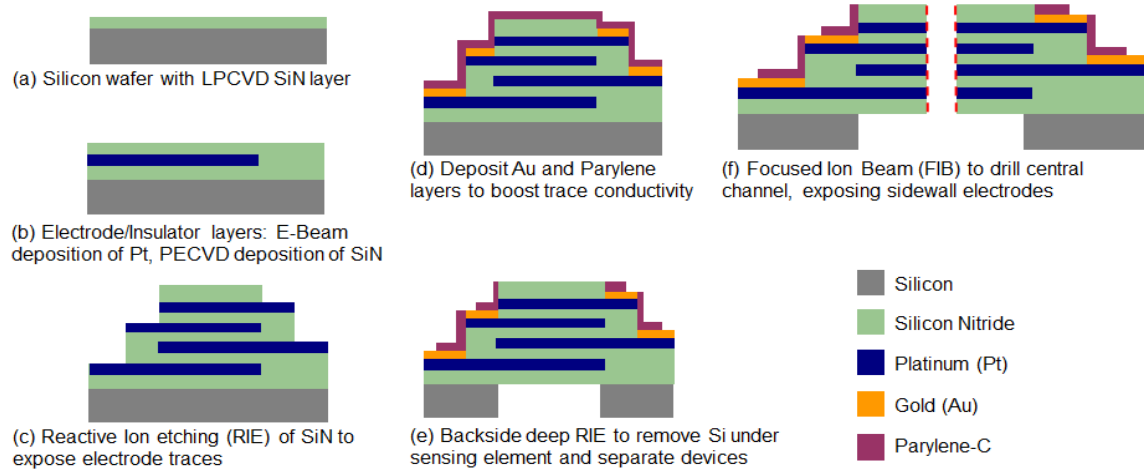 (a) Silicon wafer with LPCVD SiN layer
(b) Electrode/Insulator layers: E-Beam
deposition of Pt, PECVD deposition of SiN
(c) Reactive Ion etching (RIE) of SiN to
expose electrode traces
(d) Deposit Au and Parylene
layers to boost trace conductivity
(e) Backside deep RIE to remove Si under
sensing element and separate devices
(f) Focused Ion Beam (FIB) to drill central
channel, exposing sidewall electrodes
Silicon
Silicon Nitride
Platinum (Pt)
Gold (Au)
Parylene-C